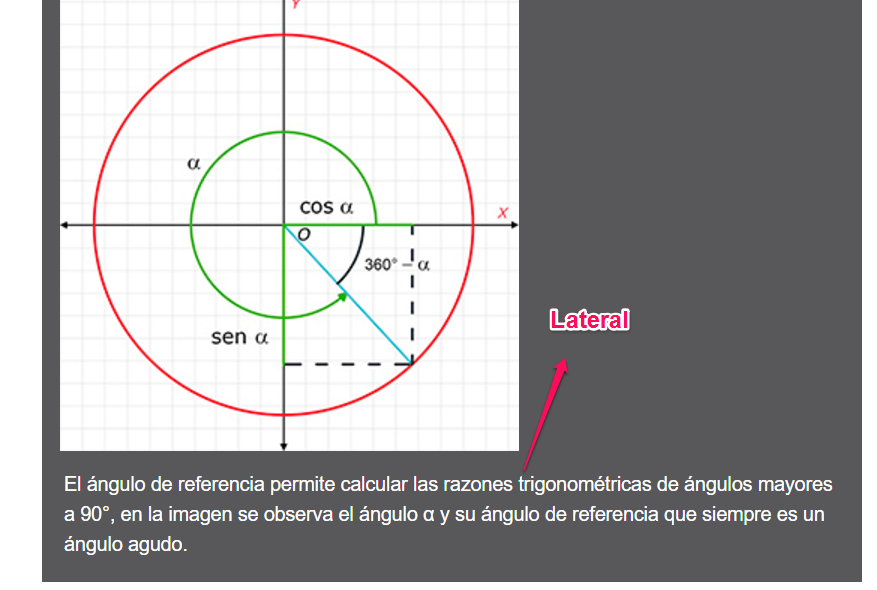 Y
α
cos α
X
O
360° – α
Lateral
sen α
El ángulo de referencia permite calcular las razones trigonométricas de ángulos mayores
a 90°, en la imagen se observa el ángulo α y su ángulo de referencia que siempre es un
ángulo agudo.